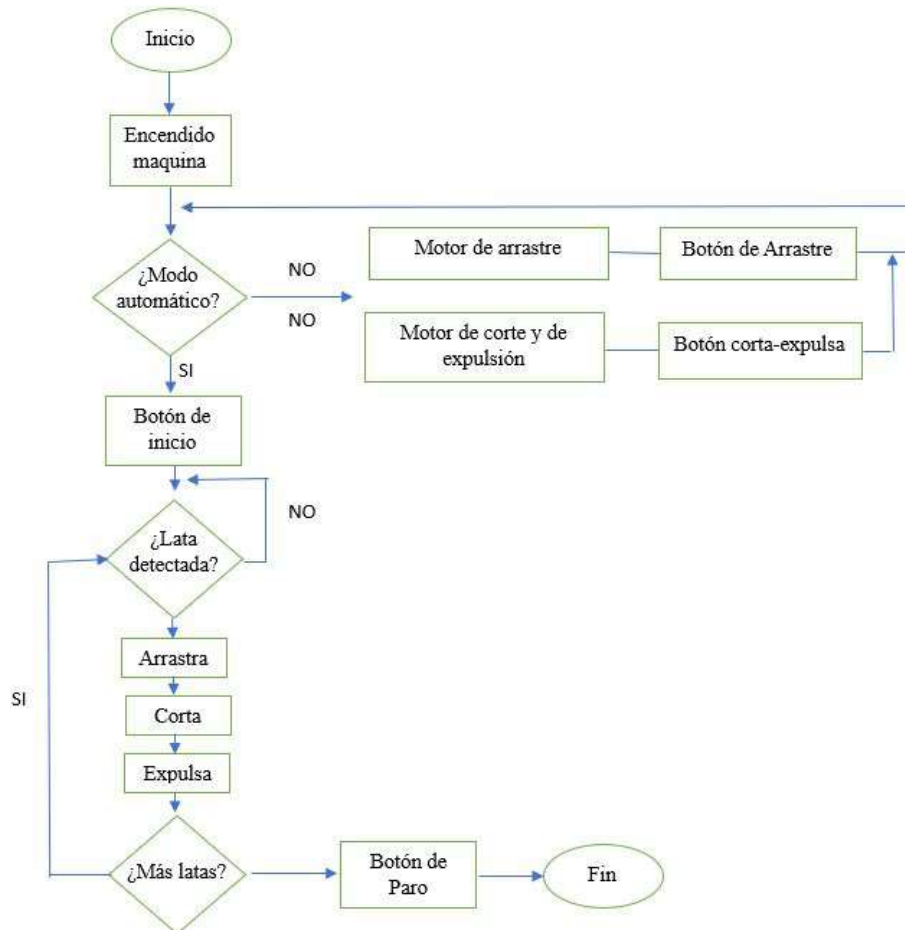 Inicio
Encendido
maquina
¿Modo
automático?
NO
NO
Motor de arrastre
Botón de Arrastre
Motor de corte y de
expulsión
Botón corta-expulsa
SI
Botón de
inicio
¿Lata
detectada?
NO
Arrastra
Corta
Expulsa
SI
¿Más latas?
Botón de
Paro
Fin